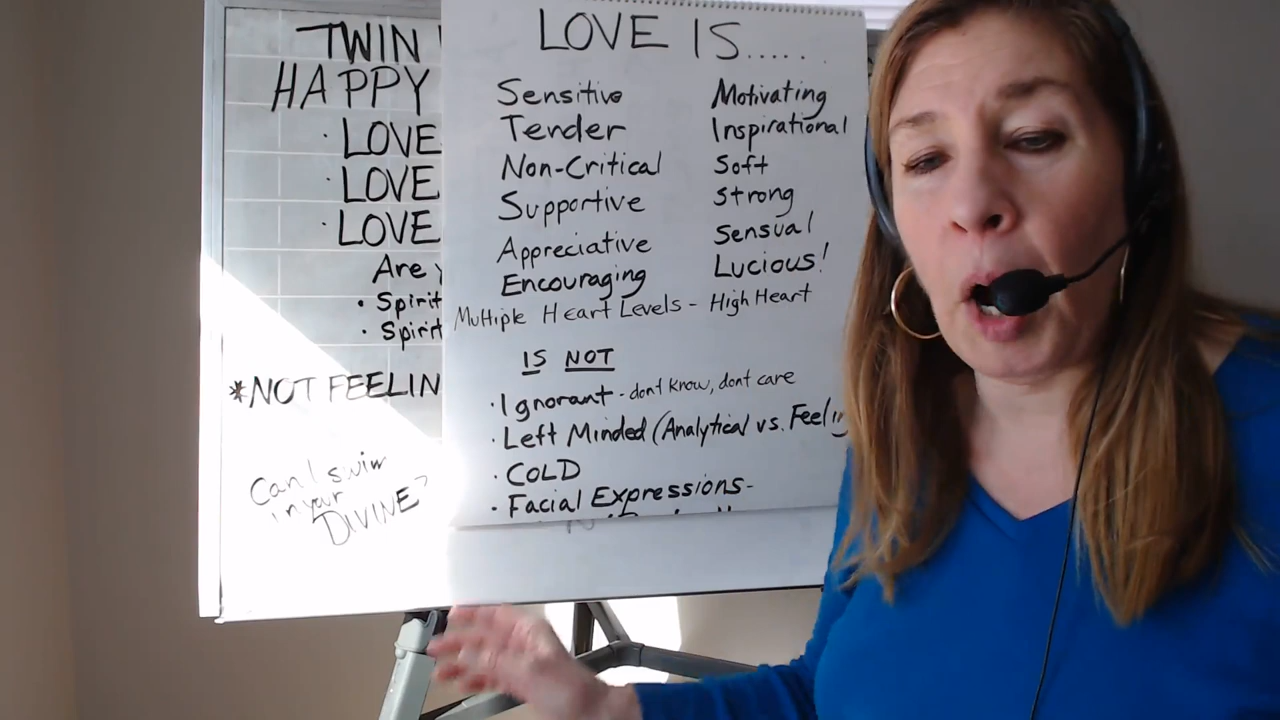 TWIN
HAPPY
· LOVE
· LOVE
· LOVE
Are
· Spirit
· Spirit
*NOT FEELIN
Can I swim
in your
DIVINE?
LOVE IS......
Sensitive
Tender
Non-Critical
Supportive
Appreciative
Encouraging
Motivating
Inspirational
Soft
Strong
Sensual
Lucious!
Multiple Heart Levels - High Heart
IS NOT
· Ignorant - dont know, dont care
· Left Minded (Analytical vs. Feeling
· COLD
· Facial Expressions-